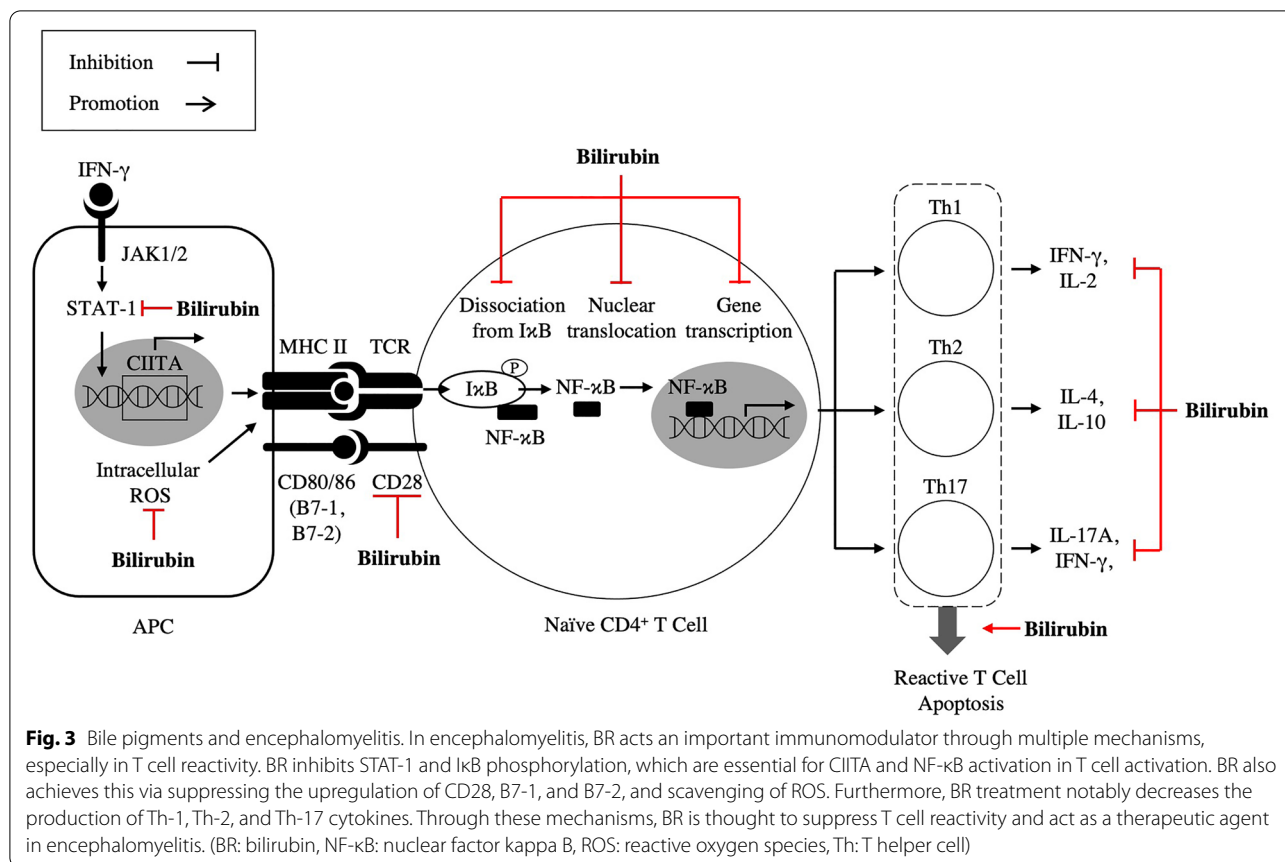 Inhibition
Promotion
IFN-γ
JAK1/2
STAT-1
Bilirubin
CIITA
Intracellular
ROS
Bilirubin
APC
MHC II
TCR
CD80/86
(B7-1,
B7-2)
CD28
Bilirubin
Bilirubin
Dissociation
from IκB
Nuclear
translocation
Gene
transcription
P
IκB
NF-κB
NF-κB
NF-κB
Naïve CD4⁺ T Cell
Th1
IFN-γ,
IL-2
Th2
IL-4,
IL-10
Bilirubin
Th17
IL-17A,
IFN-γ,
Bilirubin
Reactive T Cell
Apoptosis
Fig. 3 Bile pigments and encephalomyelitis. In encephalomyelitis, BR acts an important immunomodulator through multiple mechanisms,
especially in T cell reactivity. BR inhibits STAT-1 and IκB phosphorylation, which are essential for CIITA and NF-κB activation in T cell activation. BR also
achieves this via suppressing the upregulation of CD28, B7-1, and B7-2, and scavenging of ROS. Furthermore, BR treatment notably decreases the
production of Th-1, Th-2, and Th-17 cytokines. Through these mechanisms, BR is thought to suppress T cell reactivity and act as a therapeutic agent
in encephalomyelitis. (BR: bilirubin, NF-κB: nuclear factor kappa B, ROS: reactive oxygen species, Th: T helper cell)